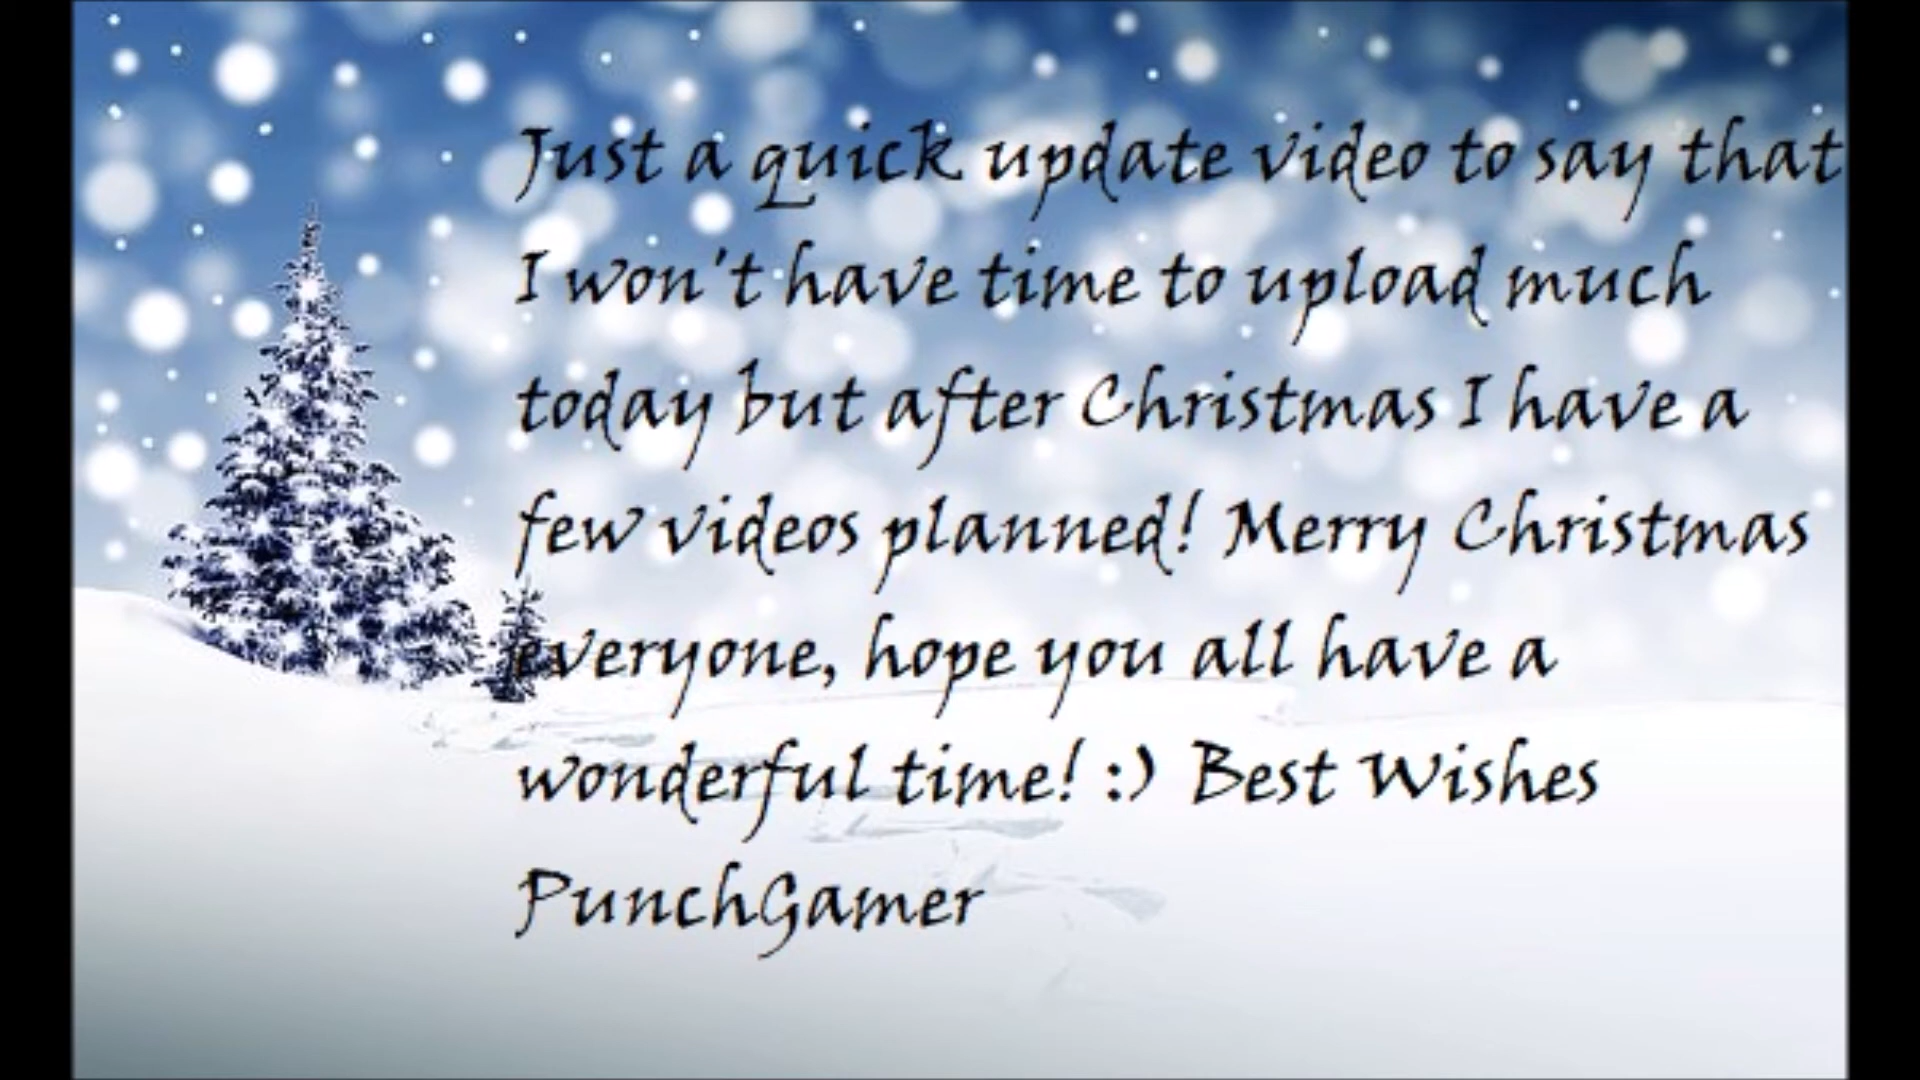 Just a quick update video to say that
I won't have time to upload much
today but after Christmas I have a
few videos planned! Merry Christmas
everyone, hope you all have a
wonderful time! :) Best Wishes
PunchGamer